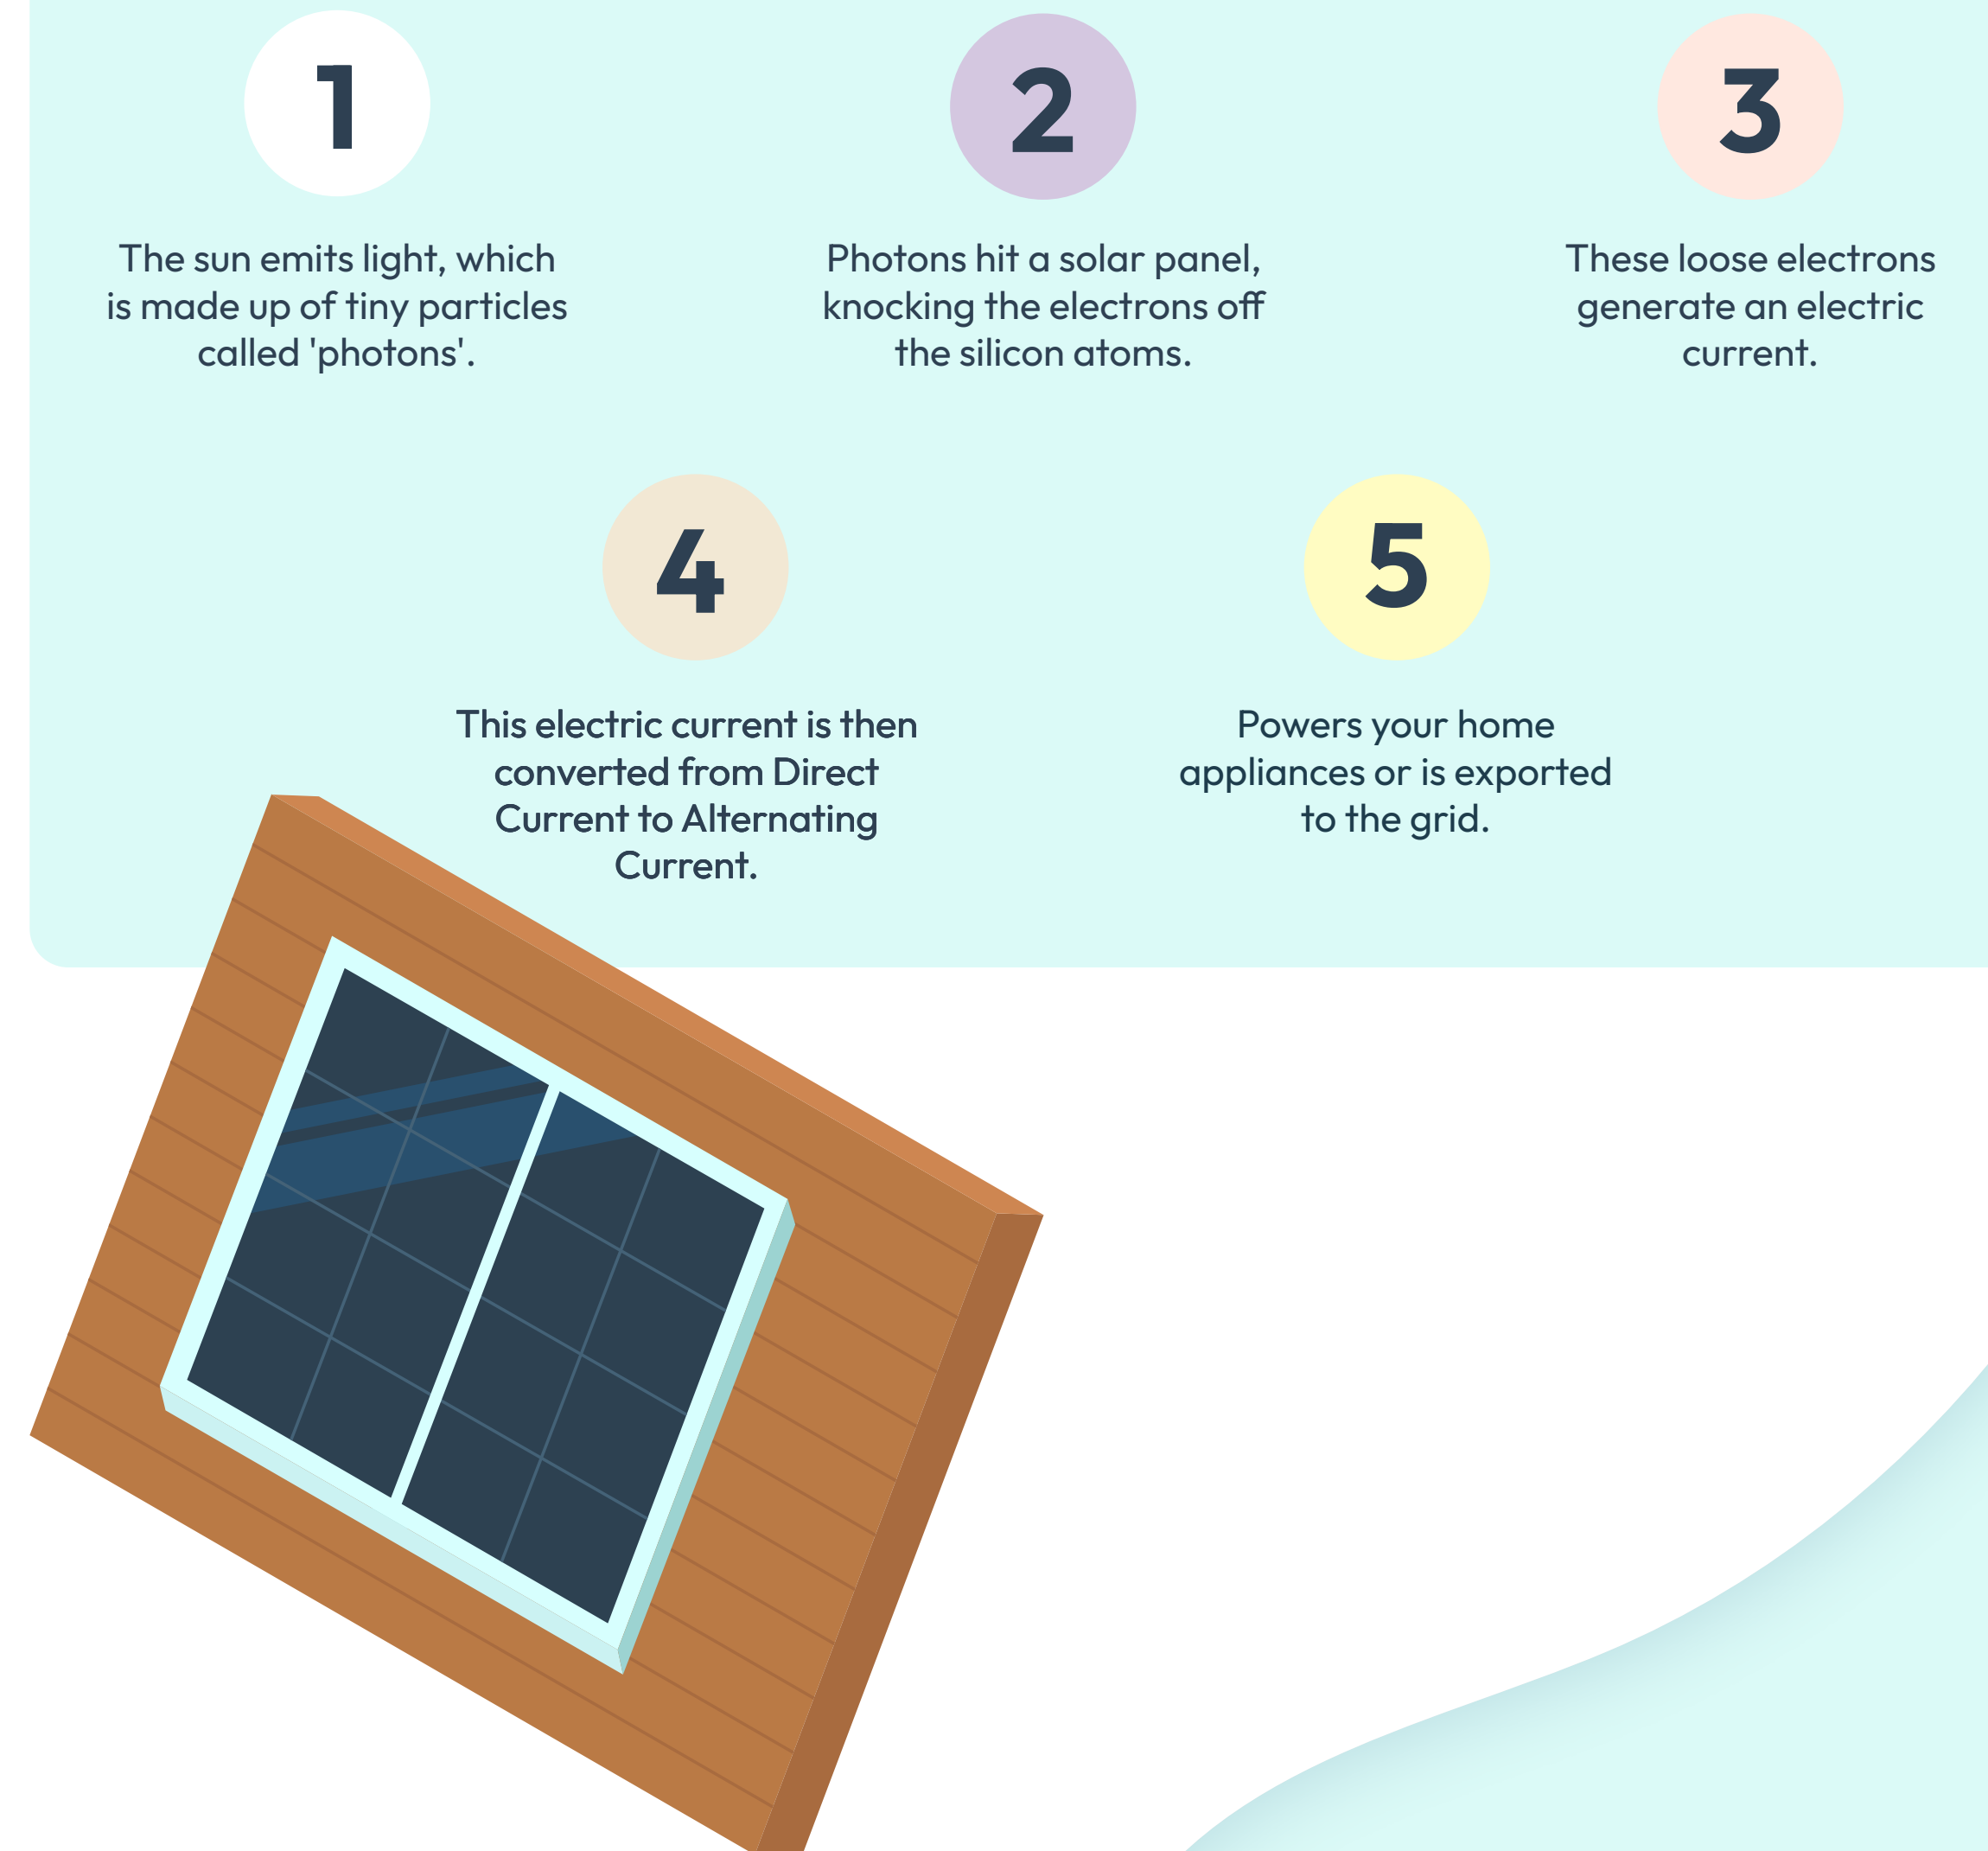 1
The sun emits light, which
is made up of tiny particles
called 'photons'.
2
Photons hit a solar panel,
knocking the electrons off
the silicon atoms.
3
These loose electrons
generate an electric
current.
4
This electric current is then
converted from Direct
Current to Alternating
Current.
5
Powers your home
appliances or is exported
to the grid.